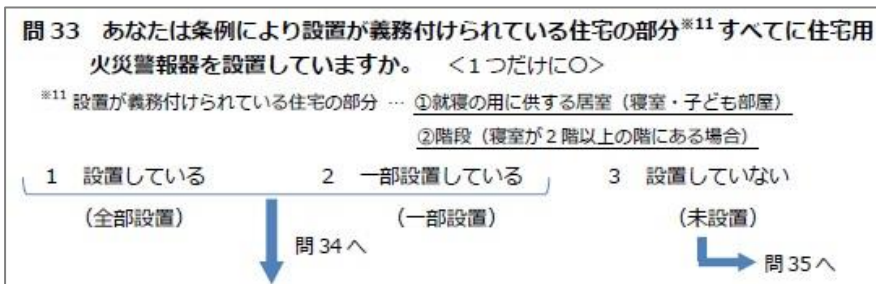 問 33 あなたは条例により設置が義務付けられている住宅の部分※11 すべてに住宅用
火災警報器を設置していますか。 <1つだけに○>
※11 設置が義務付けられている住宅の部分 … ①就寝の用に供する居室（寝室・子ども部屋）
②階段（寝室が２階以上の階にある場合）
1 設置している 2 一部設置している 3 設置していない
（全部設置） （一部設置） （未設置）
問 34 へ
問 35 へ